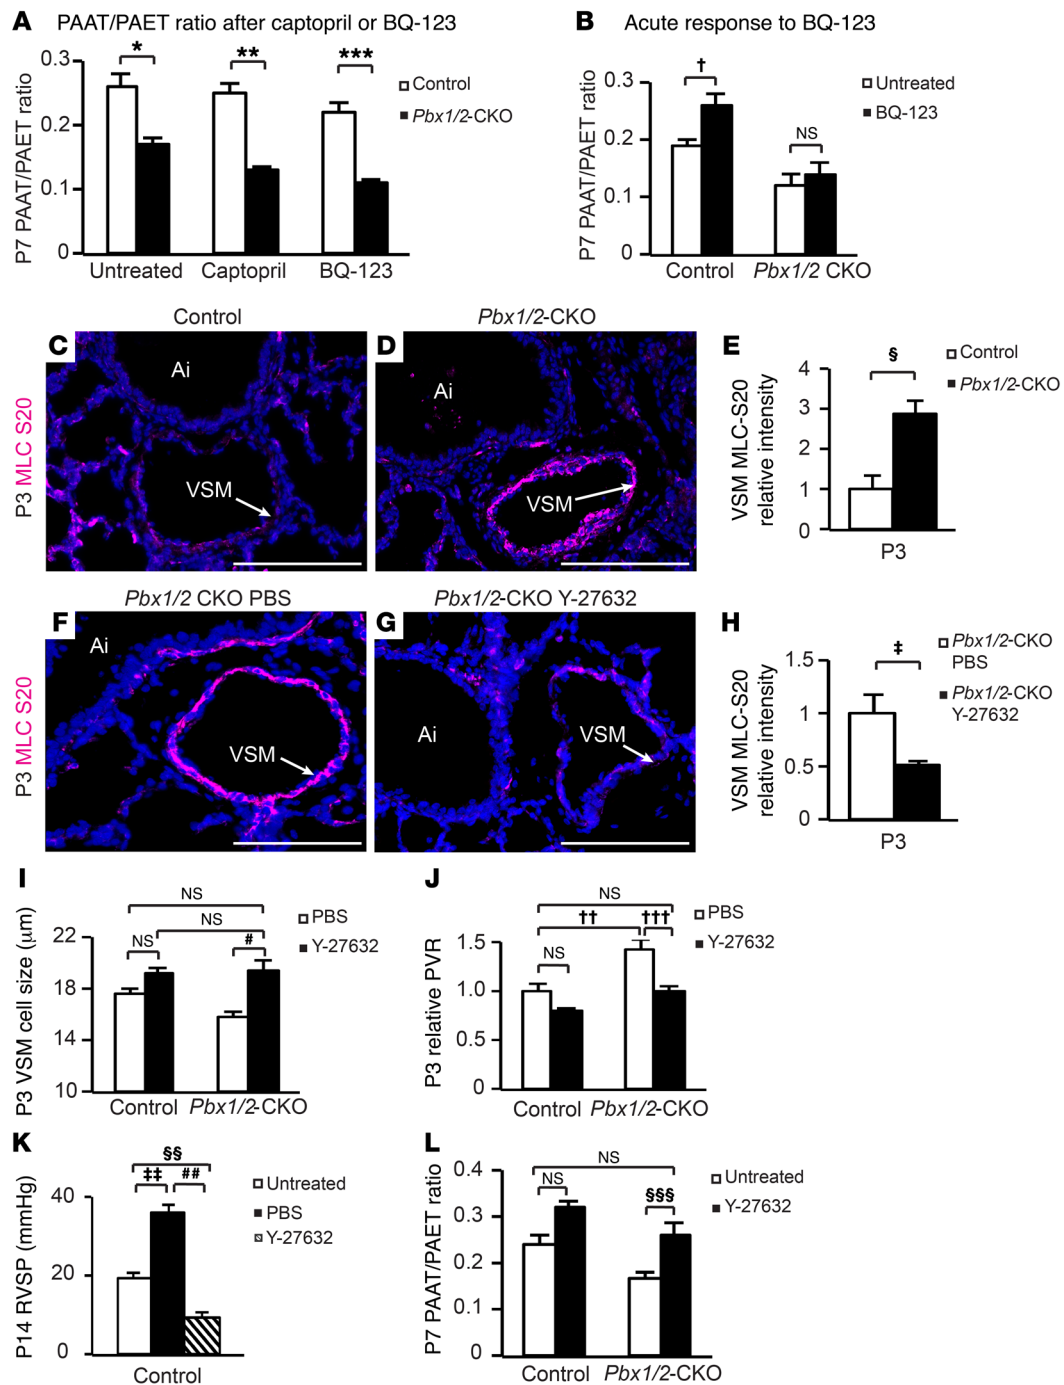 A PAAT/PAET ratio after captopril or BQ-123
P7 PAAT/PAET ratio
0.3
0.2
0.1
0
* ** ***
Control
Pbx1/2-CKO
Untreated Captopril BQ-123
B Acute response to BQ-123
P7 PAAT/PAET ratio
0.3
0.2
0.1
0
† NS
Untreated
BQ-123
Control Pbx1/2 CKO
Control
Pbx1/2-CKO
P3 MLC S20
C Ai
VSM
D Ai
VSM
E
VSM MLC-S20
relative intensity
4
3
2
1
0
§
Control
Pbx1/2-CKO
P3
Pbx1/2 CKO PBS
Pbx1/2-CKO Y-27632
P3 MLC S20
F Ai
VSM
G Ai
VSM
H
VSM MLC-S20
relative intensity
1.5
1
0.5
0
‡
Pbx1/2-CKO
PBS
Pbx1/2-CKO
Y-27632
P3
I
P3 VSM cell size (μm)
22
18
14
10
NS
NS
NS #
PBS
Y-27632
Control Pbx1/2-CKO
J
P3 relative PVR
1.5
1.0
0.5
0
NS
†† †††
NS
PBS
Y-27632
Control Pbx1/2-CKO
K
P14 RVSP (mmHg)
40
20
0
§§
‡‡ ##
Untreated
PBS
Y-27632
Control
L
P7 PAAT/PAET ratio
0.4
0.3
0.2
0.1
0
NS
NS §§§
Untreated
Y-27632
Control Pbx1/2-CKO